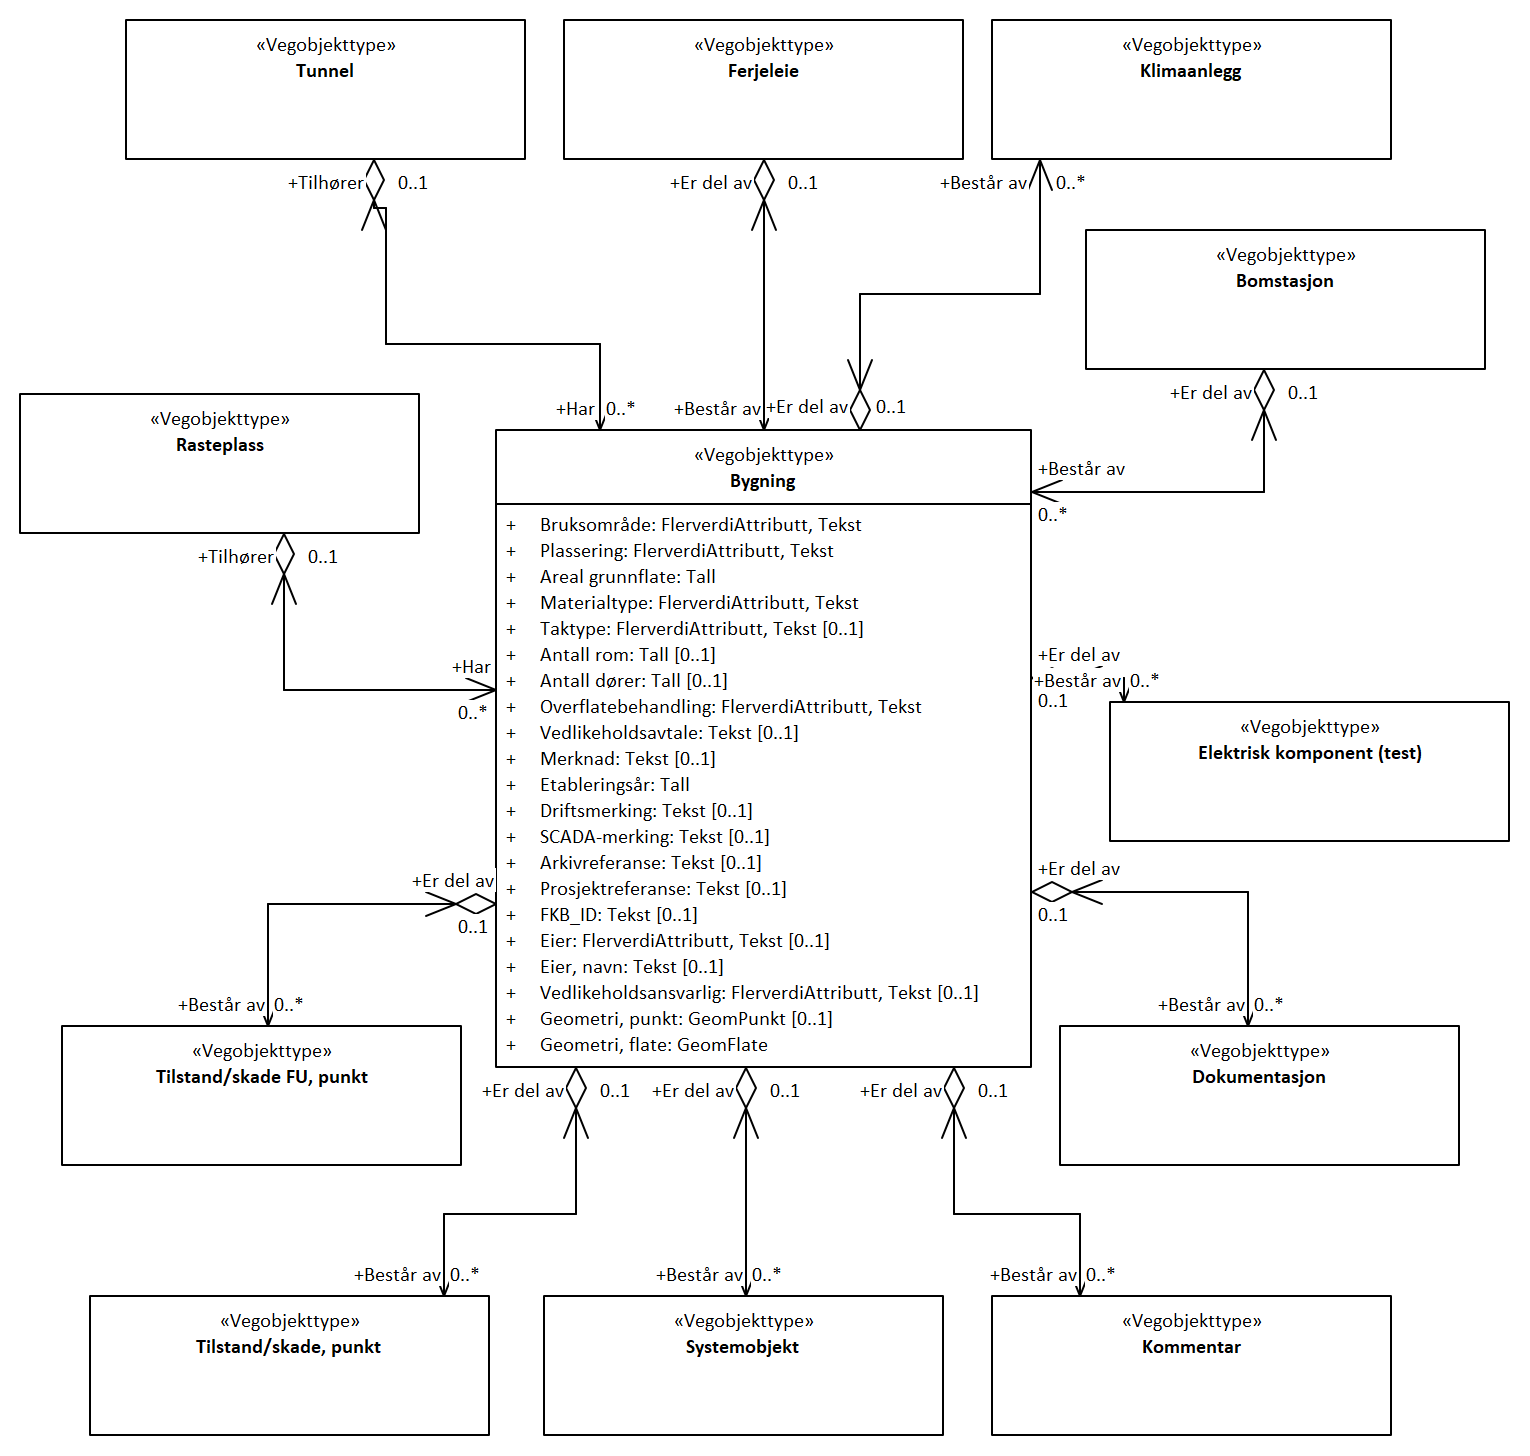 «Vegobjekttype»
Tunnel
«Vegobjekttype»
Ferjeleie
«Vegobjekttype»
Klimaanlegg
+Tilhører 0..1
+Er del av 0..1
+Består av 0..*
«Vegobjekttype»
Bomstasjon
+Er del av 0..1
+Har 0..*
+Består av
+Er del av 0..1
«Vegobjekttype»
Rasteplass
+Tilhører 0..1
+Består av
0..*
«Vegobjekttype»
Bygning
+ Bruksområde: FlerverdiAttributt, Tekst
+ Plassering: FlerverdiAttributt, Tekst
+ Areal grunnflate: Tall
+ Materialtype: FlerverdiAttributt, Tekst
+ Taktype: FlerverdiAttributt, Tekst [0..1]
+ Antall rom: Tall [0..1]
+ Antall dører: Tall [0..1]
+ Overflatebehandling: FlerverdiAttributt, Tekst
+ Vedlikeholdsavtale: Tekst [0..1]
+ Merknad: Tekst [0..1]
+ Etableringsår: Tall
+ Driftsmerking: Tekst [0..1]
+ SCADA-merking: Tekst [0..1]
+ Arkivreferanse: Tekst [0..1]
+ Prosjektreferanse: Tekst [0..1]
+ FKB_ID: Tekst [0..1]
+ Eier: FlerverdiAttributt, Tekst [0..1]
+ Eier, navn: Tekst [0..1]
+ Vedlikeholdsansvarlig: FlerverdiAttributt, Tekst [0..1]
+ Geometri, punkt: GeomPunkt [0..1]
+ Geometri, flate: GeomFlate
+Har
0..*
+Er del av
+Består av 0..*
0..1
«Vegobjekttype»
Elektrisk komponent (test)
+Er del av
0..1
+Er del av
0..1
+Består av 0..*
«Vegobjekttype»
Tilstand/skade FU, punkt
+Består av 0..*
«Vegobjekttype»
Dokumentasjon
+Er del av 0..1
+Er del av 0..1
+Er del av 0..1
+Består av 0..*
+Består av 0..*
+Består av 0..*
«Vegobjekttype»
Tilstand/skade, punkt
«Vegobjekttype»
Systemobjekt
«Vegobjekttype»
Kommentar